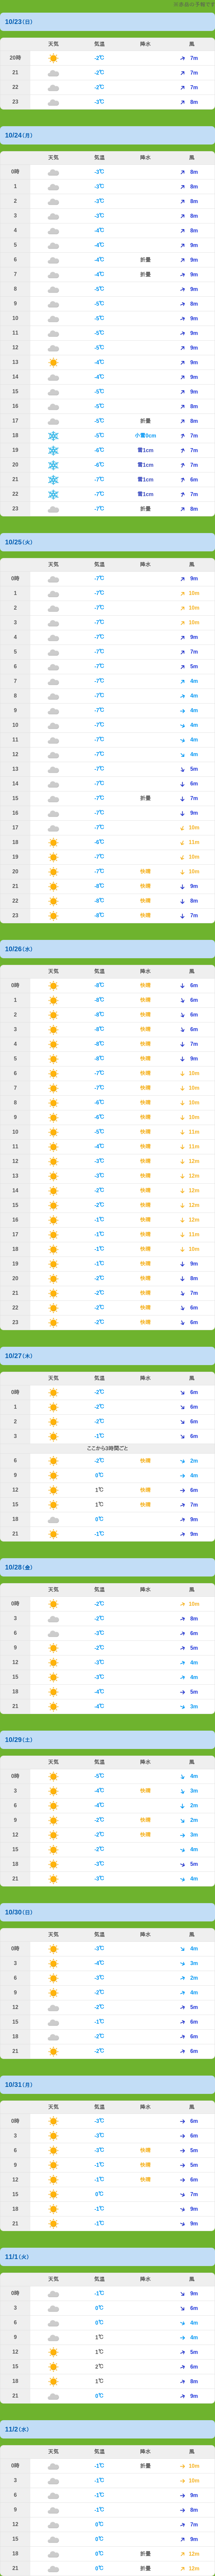 の予報です
10/23(日)
天気 気温 降水 風
20時 -2℃ 7m
21 -2℃ 7m
22 -2℃ 7m
23 -3℃ 8m
10/24(月)
天気 気温 降水 風
0時 -3℃ 8m
1 -3℃ 8m
2 -3℃ 8m
3 -3℃ 8m
4 -4℃ 8m
5 -4℃ 9m
6 -4℃ 折曇 9m
7 -4℃ 折曇 9m
8 -5℃ 9m
9 -5℃ 8m
10 -5℃ 9m
11 -5℃ 9m
12 -5℃ 9m
13 -4℃ 9m
14 -4℃ 9m
15 -5℃ 9m
16 -5℃ 8m
17 -5℃ 折曇 8m
18 -5℃ 小雪0cm 7m
19 -6℃ 雪1cm 7m
20 -6℃ 雪1cm 7m
21 -7℃ 雪1cm 6m
22 -7℃ 雪1cm 7m
23 -7℃ 折曇 8m
10/25(火)
天気 気温 降水 風
0時 -7℃ 9m
1 -7℃ 10m
2 -7℃ 10m
3 -7℃ 10m
4 -7℃ 9m
5 -7℃ 7m
6 -7℃ 5m
7 -7℃ 4m
8 -7℃ 4m
9 -7℃ 4m
10 -7℃ 4m
11 -7℃ 4m
12 -7℃ 4m
13 -7℃ 5m
14 -7℃ 6m
15 -7℃ 折曇 7m
16 -7℃ 9m
17 -7℃ 10m
18 -6℃ 11m
19 -7℃ 10m
20 -7℃ 快晴 10m
21 -8℃ 快晴 9m
22 -8℃ 快晴 8m
23 -8℃ 快晴 7m
10/26(水)
天気 気温 降水 風
0時 -8℃ 快晴 6m
1 -8℃ 快晴 6m
2 -8℃ 快晴 6m
3 -8℃ 快晴 6m
4 -8℃ 快晴 7m
5 -8℃ 快晴 9m
6 -7℃ 快晴 10m
7 -7℃ 快晴 10m
8 -6℃ 快晴 10m
9 -6℃ 快晴 10m
10 -5℃ 快晴 11m
11 -4℃ 快晴 11m
12 -3℃ 快晴 12m
13 -3℃ 快晴 12m
14 -2℃ 快晴 12m
15 -2℃ 快晴 12m
16 -1℃ 快晴 12m
17 -1℃ 快晴 11m
18 -1℃ 快晴 10m
19 -1℃ 快晴 9m
20 -2℃ 快晴 8m
21 -2℃ 快晴 7m
22 -2℃ 快晴 6m
23 -2℃ 快晴 6m
10/27(木)
天気 気温 降水 風
0時 -2℃ 6m
1 -2℃ 6m
2 -2℃ 6m
3 -1℃ 6m
ここから3時間ごと
6 -2℃ 快晴 2m
9 0℃ 4m
12 1℃ 快晴 6m
15 1℃ 快晴 7m
18 0℃ 9m
21 -1℃ 9m
10/28(金)
天気 気温 降水 風
0時 -2℃ 10m
3 -2℃ 8m
6 -3℃ 6m
9 -2℃ 5m
12 -3℃ 4m
15 -3℃ 4m
18 -4℃ 5m
21 -4℃ 3m
10/29(土)
天気 気温 降水 風
0時 -5℃ 4m
3 -4℃ 快晴 3m
6 -4℃ 2m
9 -2℃ 快晴 2m
12 -2℃ 快晴 3m
15 -2℃ 4m
18 -3℃ 5m
21 -3℃ 4m
10/30(日)
天気 気温 降水 風
0時 -3℃ 4m
3 -4℃ 3m
6 -3℃ 2m
9 -2℃ 4m
12 -2℃ 5m
15 -1℃ 6m
18 -2℃ 6m
21 -2℃ 6m
10/31(月)
天気 気温 降水 風
0時 -3℃ 6m
3 -3℃ 6m
6 -3℃ 快晴 5m
9 -1℃ 快晴 5m
12 -1℃ 快晴 6m
15 0℃ 7m
18 -1℃ 9m
21 -1℃ 9m
11/1(火)
天気 気温 降水 風
0時 -1℃ 9m
3 0℃ 6m
6 0℃ 4m
9 1℃ 4m
12 1℃ 5m
15 2℃ 6m
18 1℃ 8m
21 0℃ 9m
11/2(水)
天気 気温 降水 風
0時 -1℃ 折曇 10m
3 -1℃ 10m
6 -1℃ 9m
9 -1℃ 8m
12 0℃ 7m
15 0℃ 9m
18 0℃ 折曇 12m
21 0℃ 折曇 12m